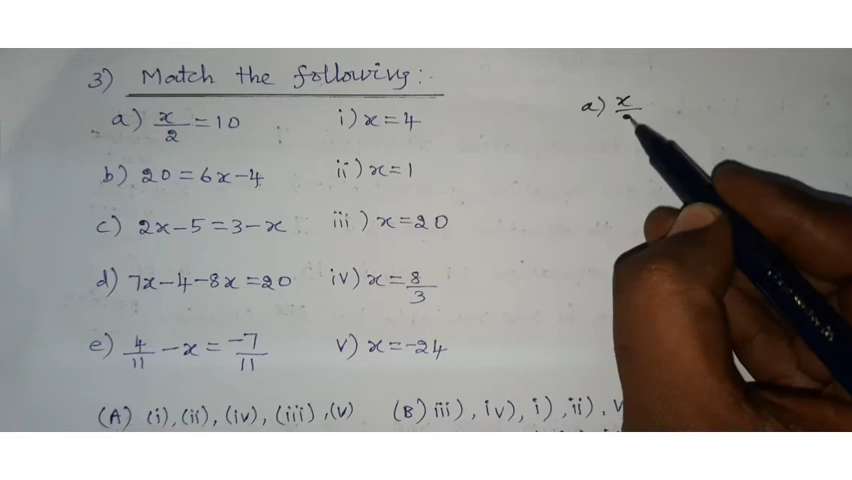 3) Match the following:
a) x/2 = 10 i) x = 4
b) 20 = 6x - 4 ii) x = 1
c) 2x - 5 = 3 - x iii) x = 20
d) 7x - 4 - 8x = 20 iv) x = 8/3
e) 4/11 - x = -7/11 v) x = -24
(A) (i), (ii), (iv), (iii), (v) (B) iii), iv), i), ii), v
a) x